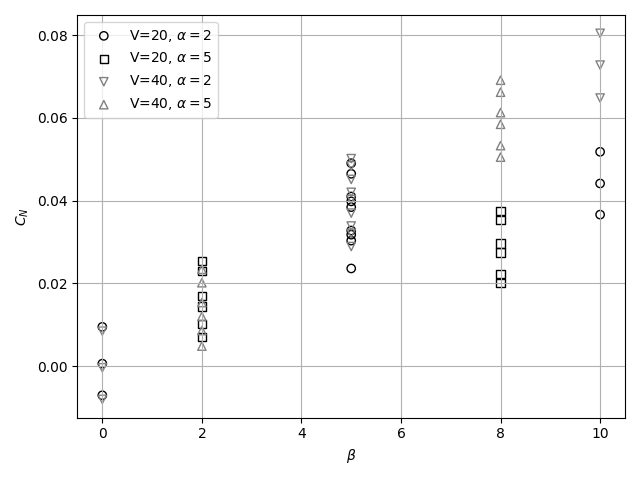 V=20, α = 2
V=20, α = 5
V=40, α = 2
V=40, α = 5
0.08
0.06
0.04
0.02
0.00
C_N
0 2 4 6 8 10
β